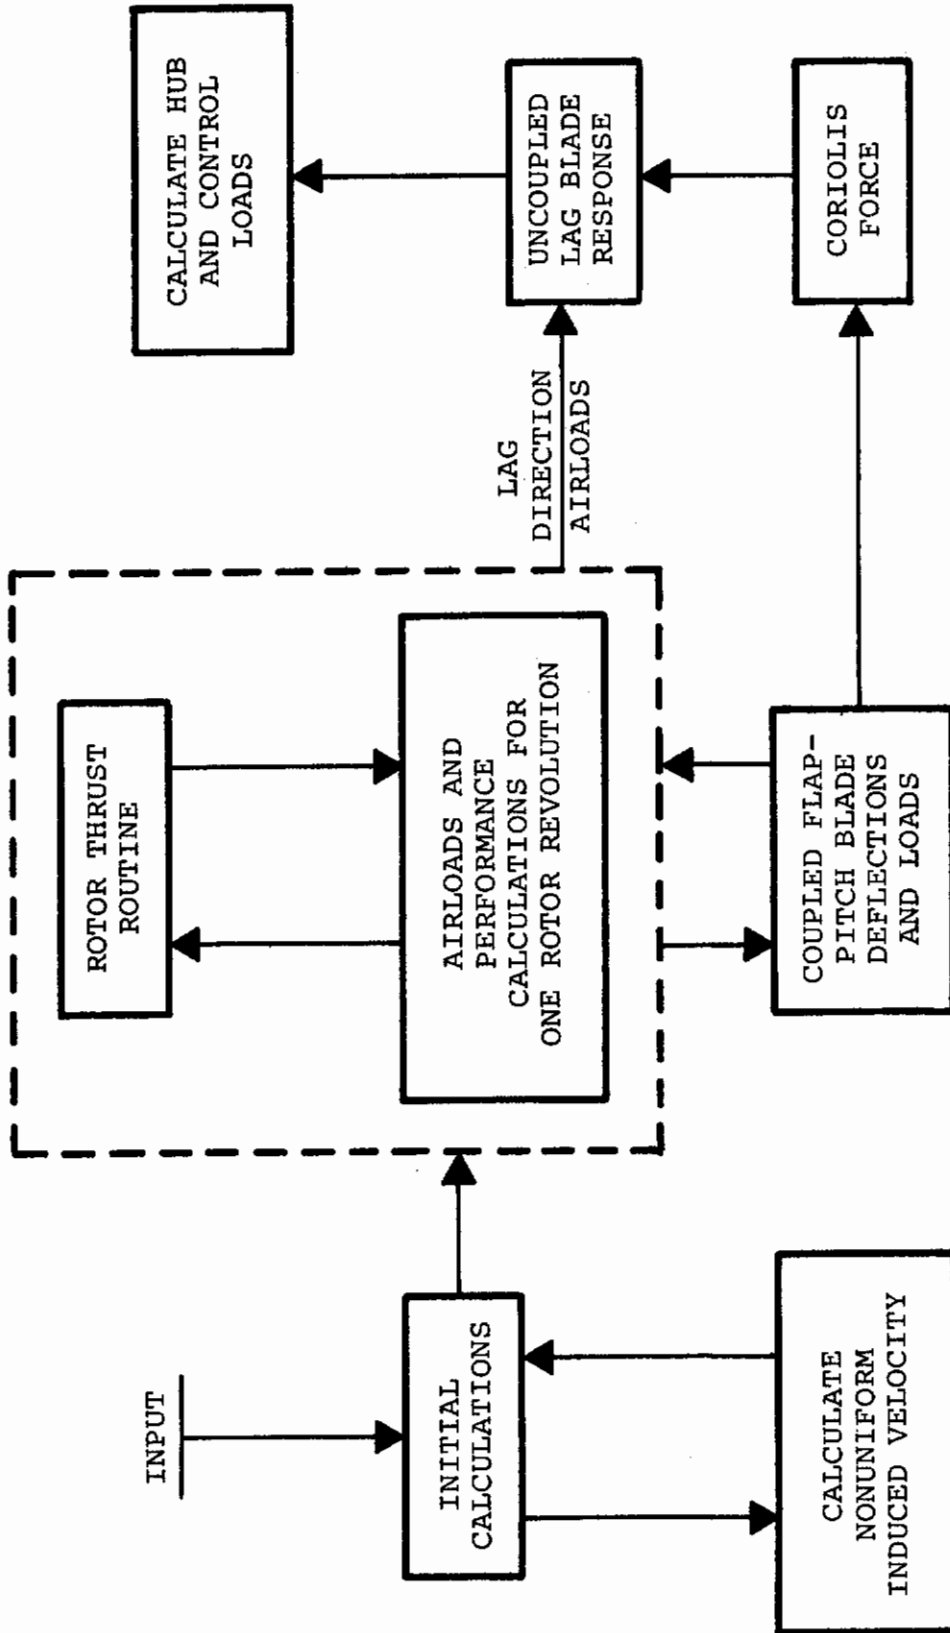 INPUT
INITIAL
CALCULATIONS
CALCULATE
NONUNIFORM
INDUCED VELOCITY
ROTOR THRUST
ROUTINE
AIRLOADS AND
PERFORMANCE
CALCULATIONS FOR
ONE ROTOR REVOLUTION
COUPLED FLAP-
PITCH BLADE
DEFLECTIONS
AND LOADS
LAG
DIRECTION
AIRLOADS
CALCULATE HUB
AND CONTROL
LOADS
UNCOUPLED
LAG BLADE
RESPONSE
CORIOLIS
FORCE